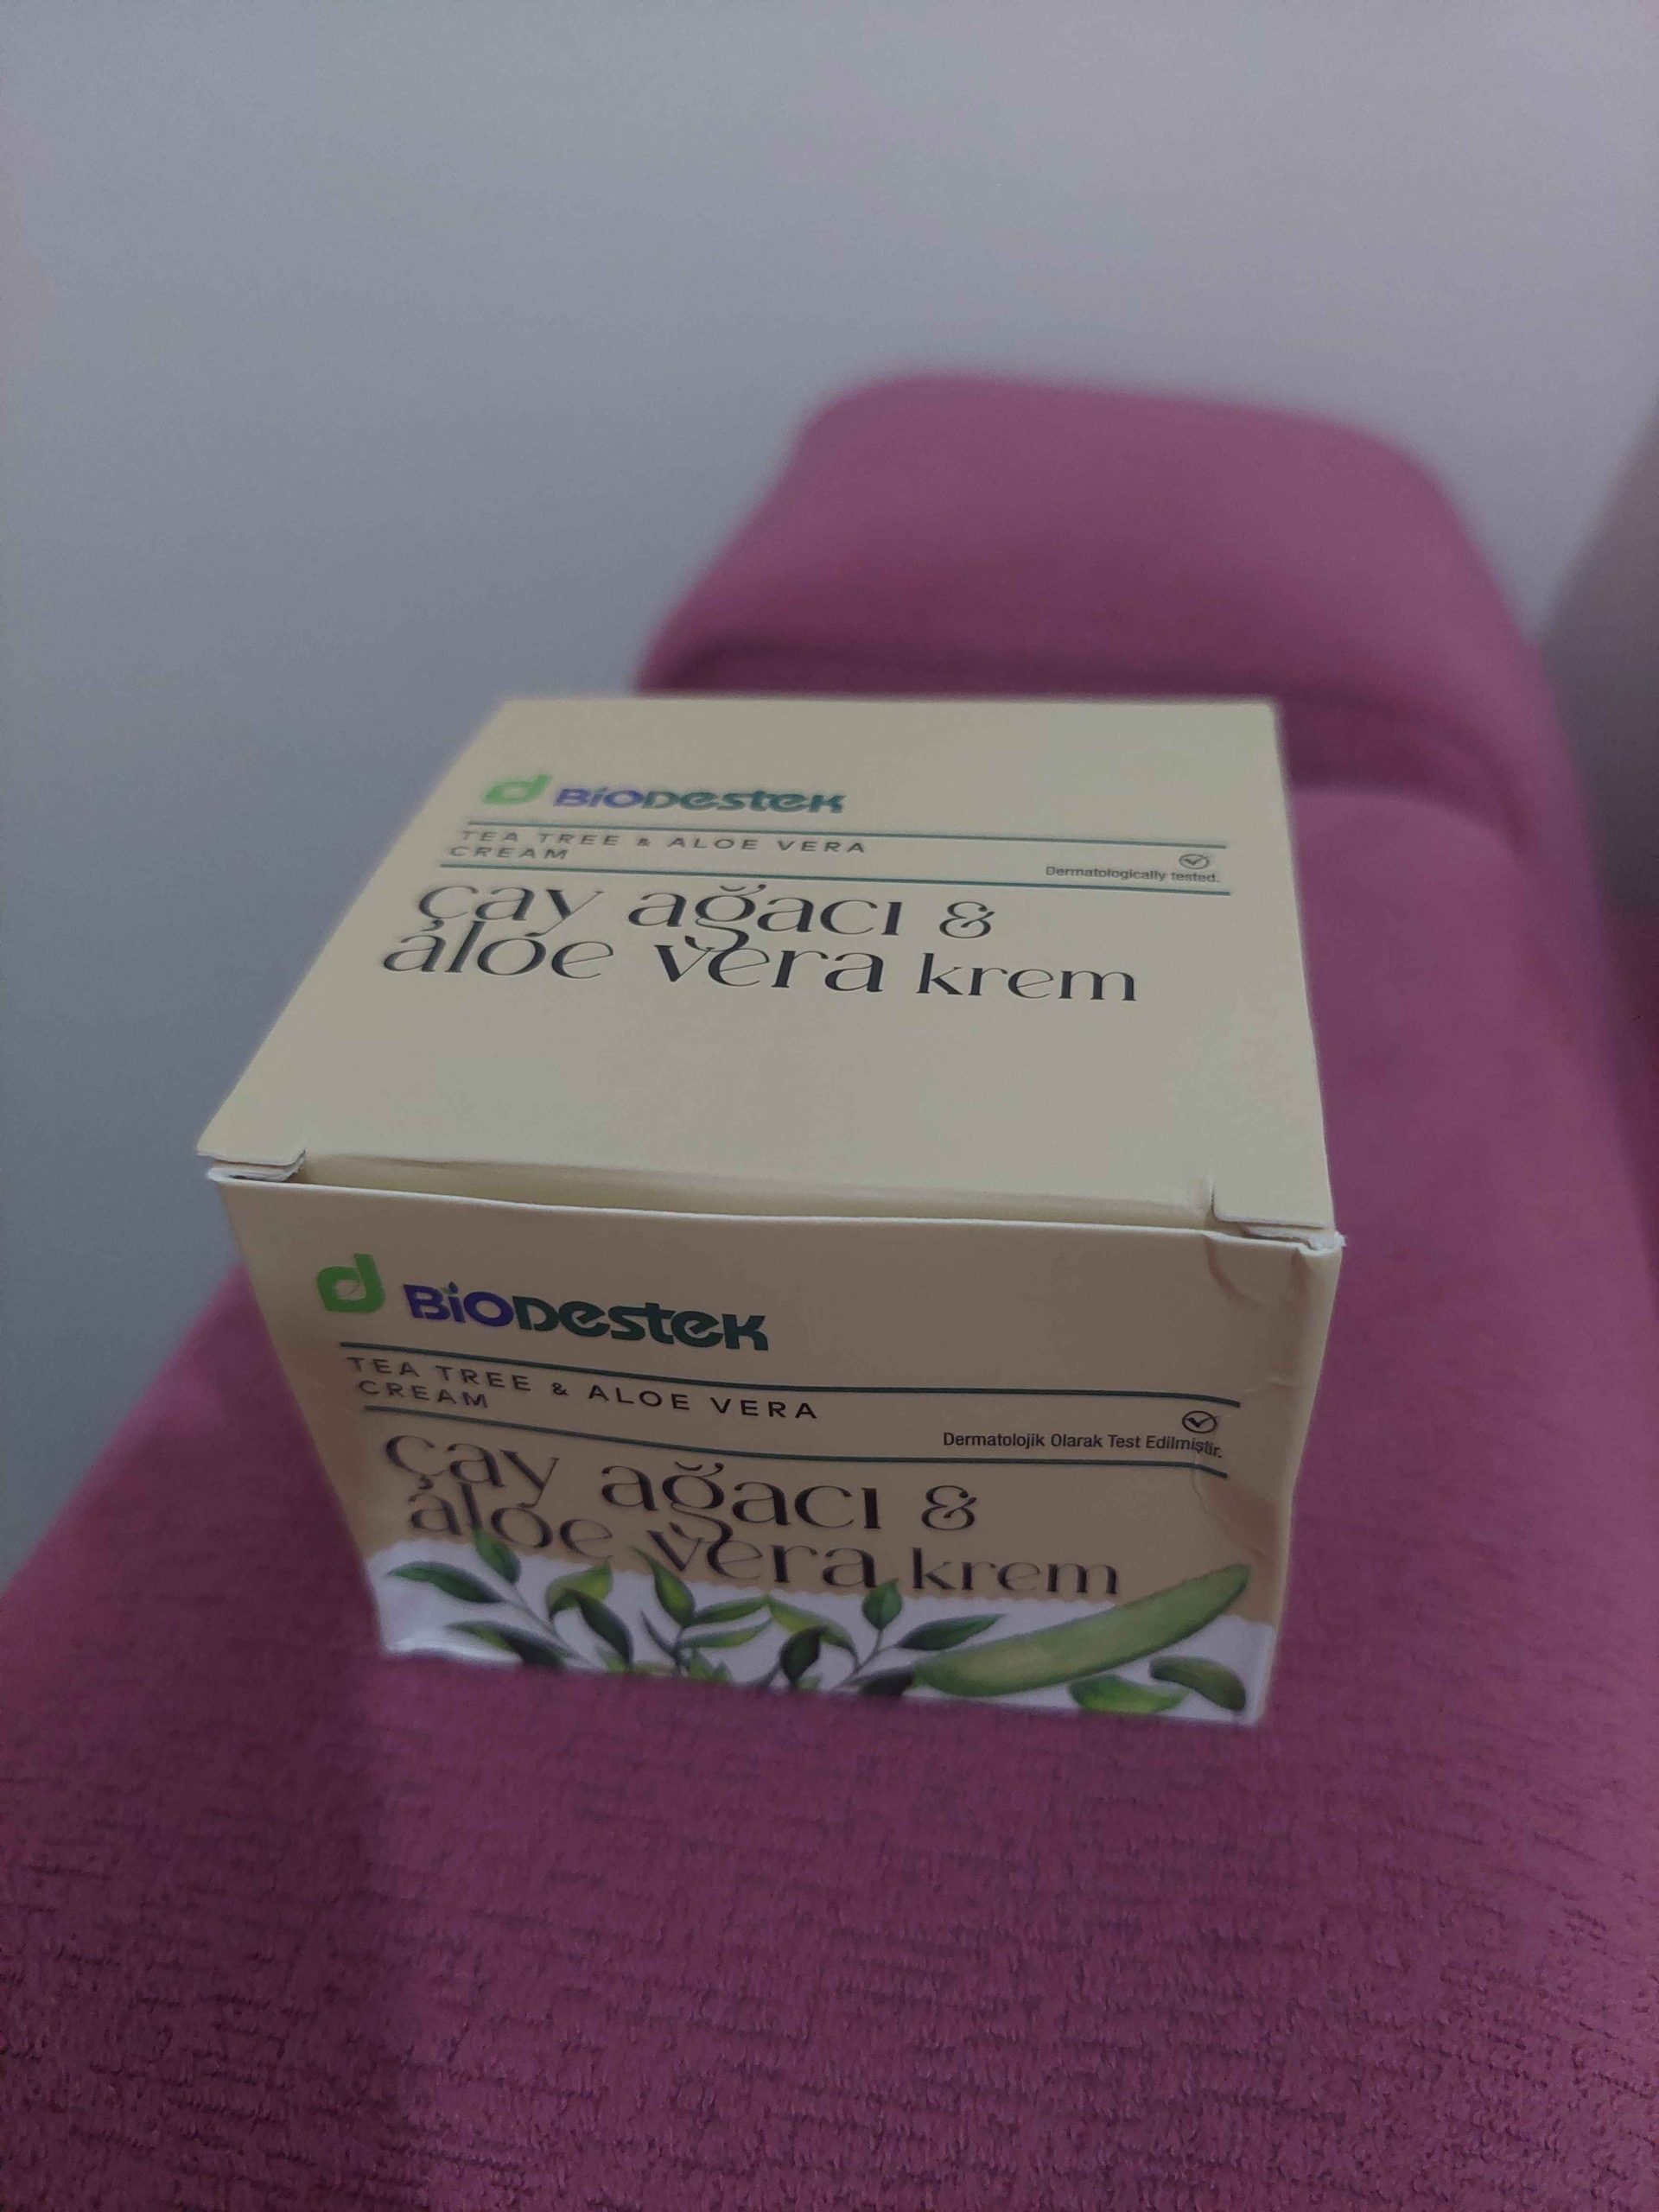 BioDestek
TEA TREE & ALOE VERA
CREAM
Dermatologically tested.
çay ağacı &
aloe vera krem
BioDestek
TEA TREE & ALOE VERA
CREAM
Dermatolojik Olarak Test Edilmiştir.
çay ağacı &
aloe vera krem